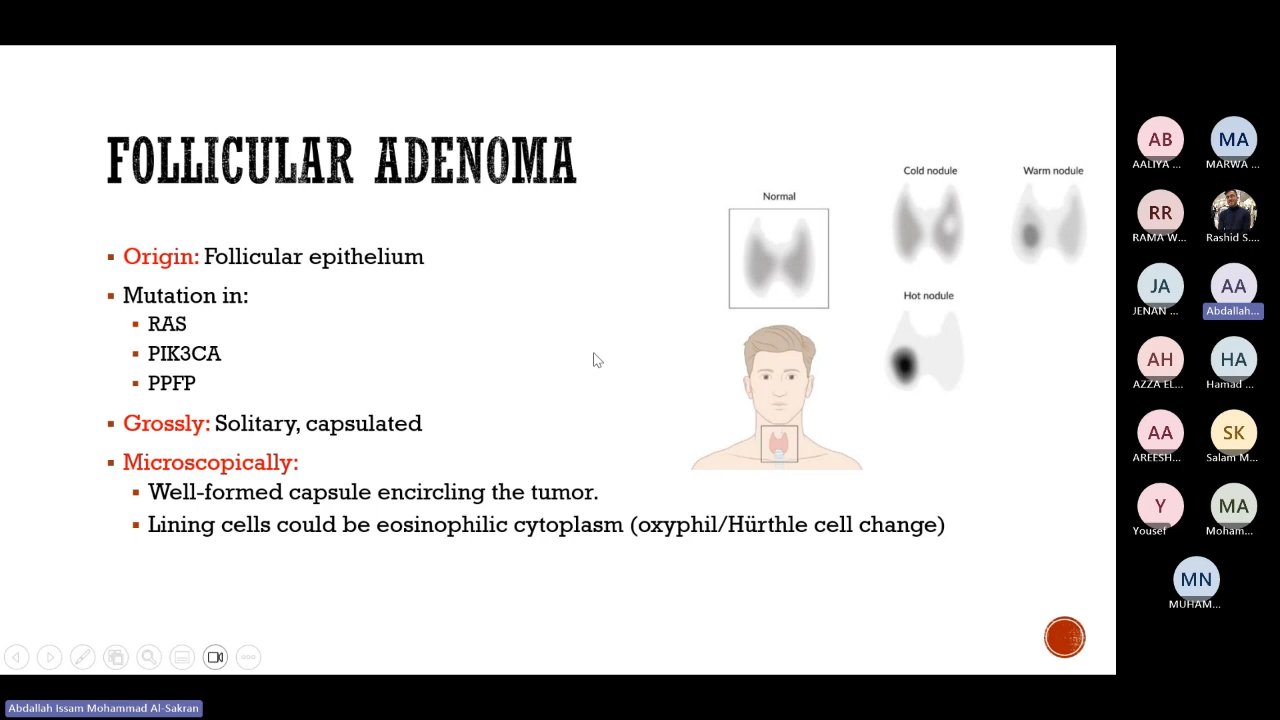 FOLLICULAR ADENOMA
Origin: Follicular epithelium
Mutation in:
RAS
PIK3CA
PPFP
Grossly: Solitary, capsulated
Microscopically:
Well-formed capsule encircling the tumor.
Lining cells could be eosinophilic cytoplasm (oxyphil/Hürthle cell change)
Normal
Cold nodule
Warm nodule
Hot nodule
AB
AALIYA ...
MA
MARWA ...
RR
RAMA W...
Rashid S....
JA
JENAN ...
AA
Abdallah...
AH
AZZA EL...
HA
Hamad ...
AA
AREESH...
SK
Salam M...
Y
Yousef
MA
Moham...
MN
MUHAM...
Abdallah Issam Mohammad Al-Sakran